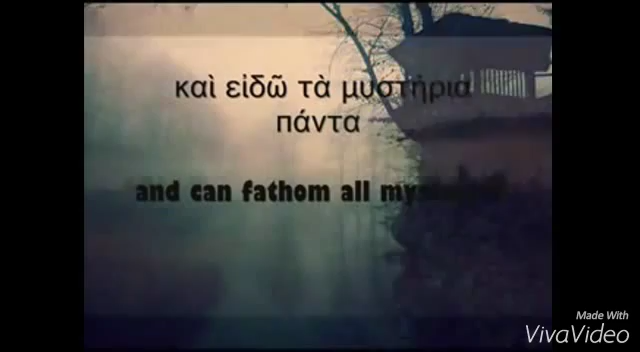 καὶ εἰδῶ τὰ μυστήρια
πάντα
and can fathom all
Made With
VivaVideo